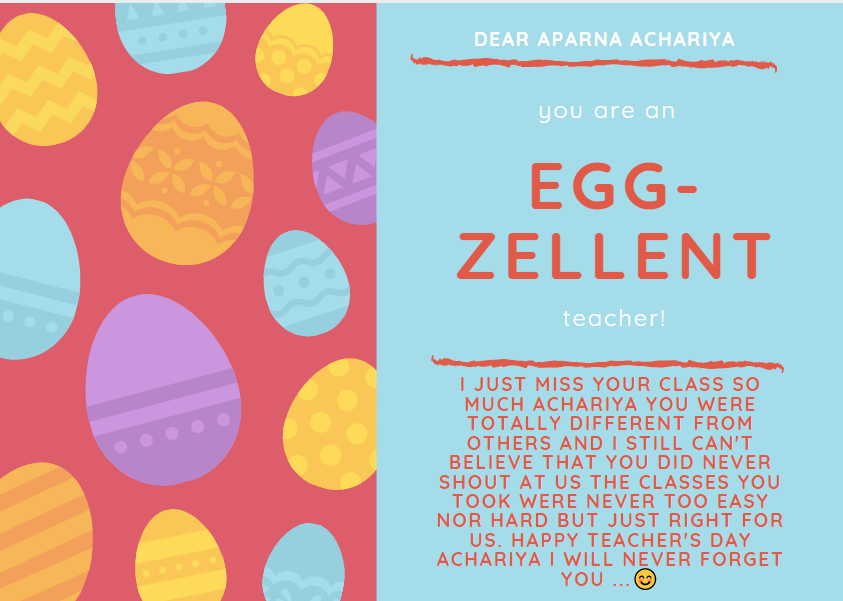 DEAR APARNA ACHARIYA
you are an
EGG-
ZELLENT
teacher!
I JUST MISS YOUR CLASS SO
MUCH ACHARIYA YOU WERE
TOTALLY DIFFERENT FROM
OTHERS AND I STILL CAN'T
BELIEVE THAT YOU DID NEVER
SHOUT AT US THE CLASSES YOU
TOOK WERE NEVER TOO EASY
NOR HARD BUT JUST RIGHT FOR
US. HAPPY TEACHER'S DAY
ACHARIYA I WILL NEVER FORGET
YOU ...😊